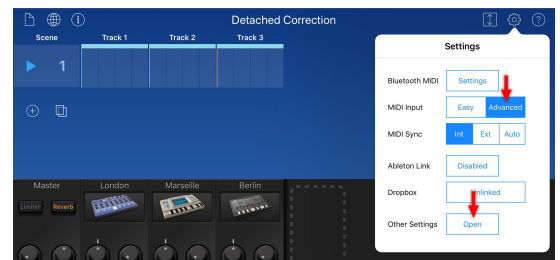 Detached Correction
Scene Track 1 Track 2 Track 3
1
Settings
Bluetooth MIDI Settings
MIDI Input Easy Advanced
MIDI Sync Int Ext Auto
Ableton Link Disabled
Dropbox Unlinked
Other Settings Open
Master London Marseille Berlin
Limiter Reverb